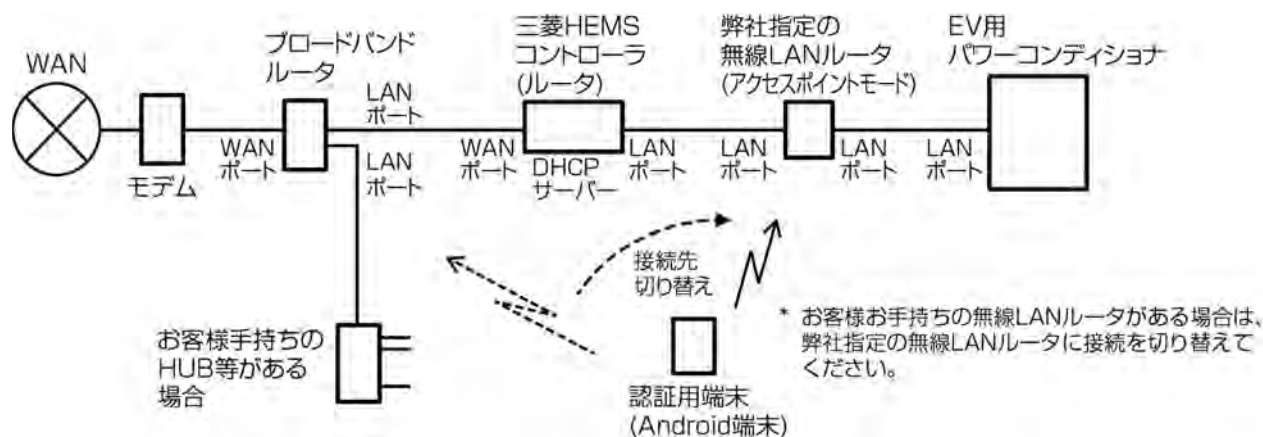 WAN
モデム
WAN
ポート
ブロードバンド
ルータ
LAN
ポート
LAN
ポート
WAN
ポート
三菱HEMS
コントローラ
(ルータ)
DHCP
サーバー
LAN
ポート
弊社指定の
無線LANルータ
(アクセスポイントモード)
LAN
ポート
LAN
ポート
EV用
パワーコンディショナ
LAN
ポート
接続先
切り替え
お客様手持ちの
HUB等がある
場合
認証用端末
(Android端末)
* お客様お手持ちの無線LANルータがある場合は、
弊社指定の無線LANルータに接続を切り替えて
ください。